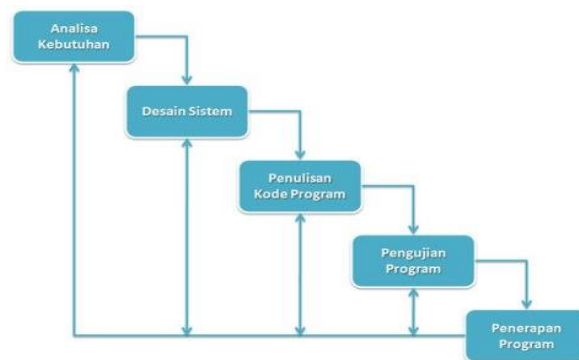 Analisa
Kebutuhan
Desain Sistem
Penulisan
Kode Program
Pengujian
Program
Penerapan
Program